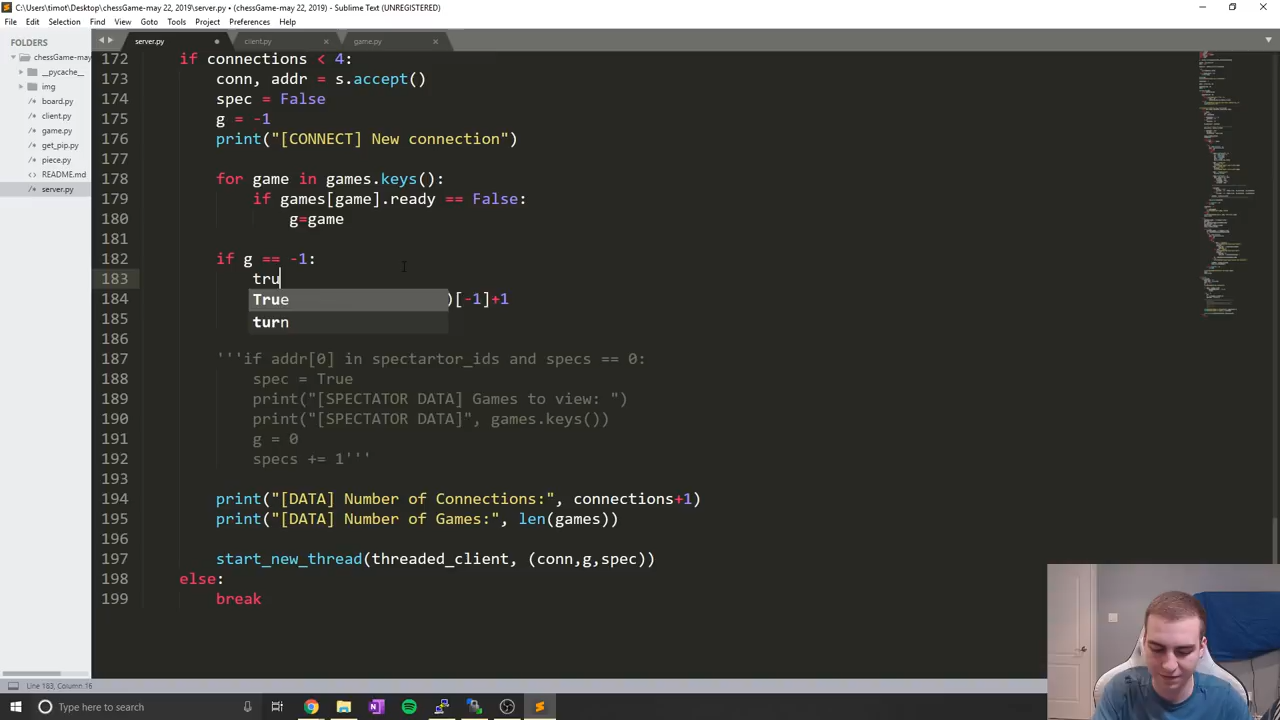 C:\Users\timot\Desktop\chessGame-may 22, 2019\server.py • (chessGame-may 22, 2019) - Sublime Text (UNREGISTERED)
File Edit Selection Find View Goto Tools Project Preferences Help
FOLDERS
chessGame-may
__pycache__
img
board.py
client.py
game.py
get_pip.py
piece.py
README.md
server.py
server.py client.py game.py
172 if connections < 4:
173 conn, addr = s.accept()
174 spec = False
175 g = -1
176 print("[CONNECT] New connection")
177
178 for game in games.keys():
179 if games[game].ready == False:
180 g=game
181
182 if g == -1:
183 tru
True
turn
184 )[-1]+1
185
186
187 '''if addr[0] in spectartor_ids and specs == 0:
188 spec = True
189 print("[SPECTATOR DATA] Games to view: ")
190 print("[SPECTATOR DATA]", games.keys())
191 g = 0
192 specs += 1'''
193
194 print("[DATA] Number of Connections:", connections+1)
195 print("[DATA] Number of Games:", len(games))
196
197 start_new_thread(threaded_client, (conn,g,spec))
198 else:
199 break
Line 183, Column 16
Type here to search